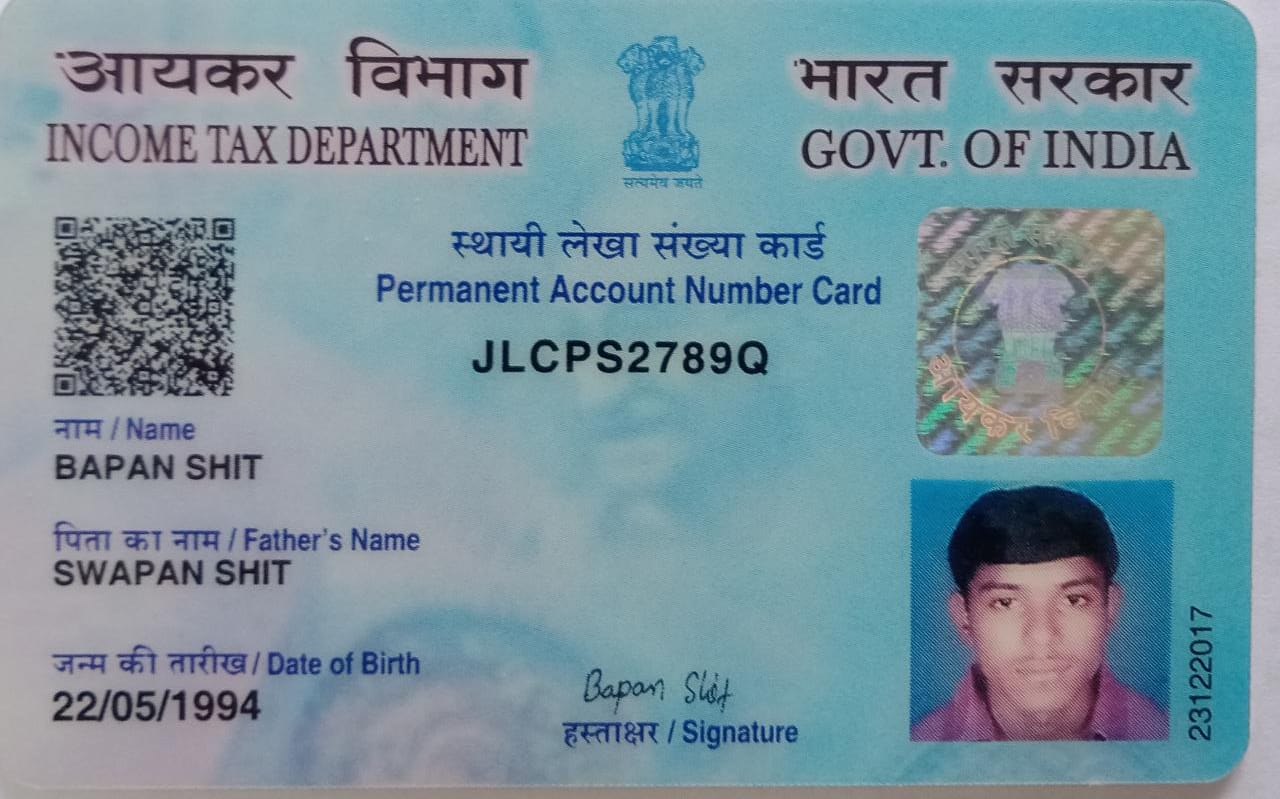 आयकर विभाग
INCOME TAX DEPARTMENT
सत्यमेव जयते
भारत सरकार
GOVT. OF INDIA
स्थायी लेखा संख्या कार्ड
Permanent Account Number Card
JLCPS2789Q
नाम / Name
BAPAN SHIT
पिता का नाम / Father's Name
SWAPAN SHIT
जन्म की तारीख / Date of Birth
22/05/1994
Bapan Shit
हस्ताक्षर / Signature
23122017